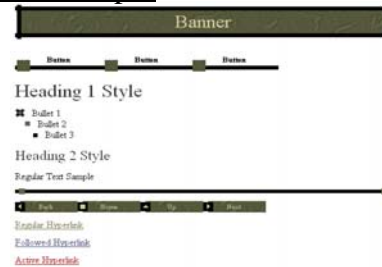 Banner
Button Button Button
Heading 1 Style
Bullet 1
Bullet 2
Bullet 3
Heading 2 Style
Regular Text Sample
Back Home Up Next
Regular Hyperlink
Followed Hyperlink
Active Hyperlink